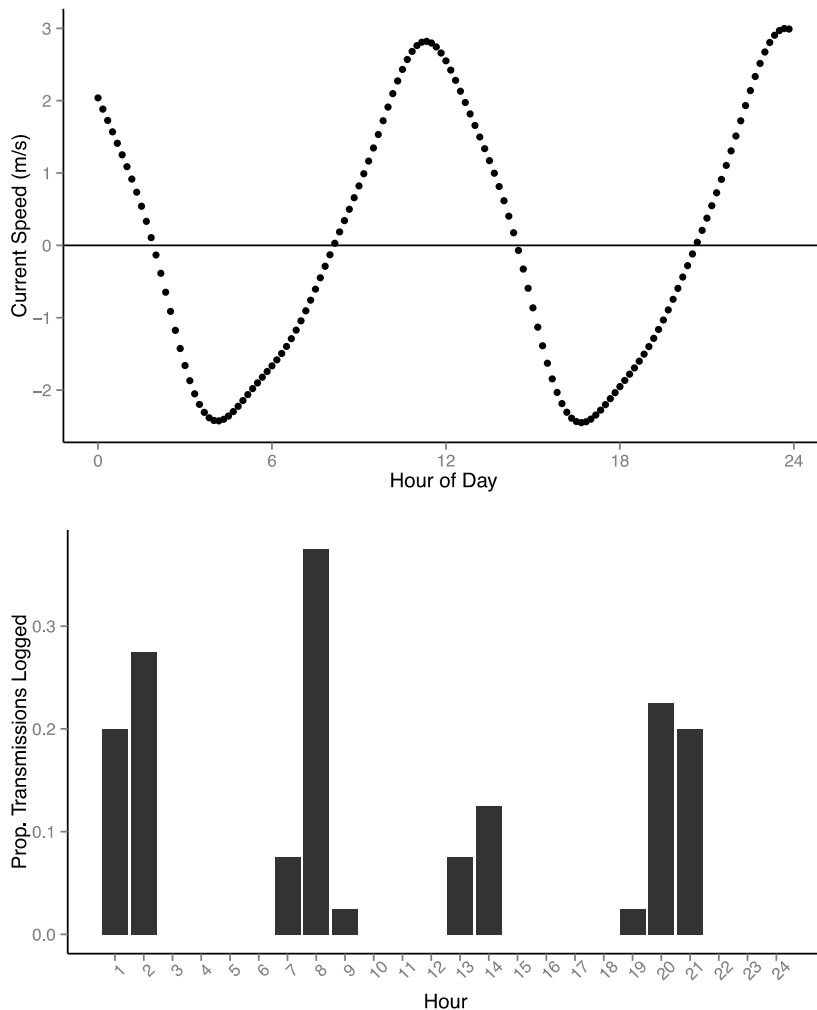 Current Speed (m/s)
3
2
1
0
−1
−2
0 6 12 18 24
Hour of Day
Prop. Transmissions Logged
0.3
0.2
0.1
0.0
1 2 3 4 5 6 7 8 9 10 11 12 13 14 15 16 17 18 19 20 21 22 23 24
Hour